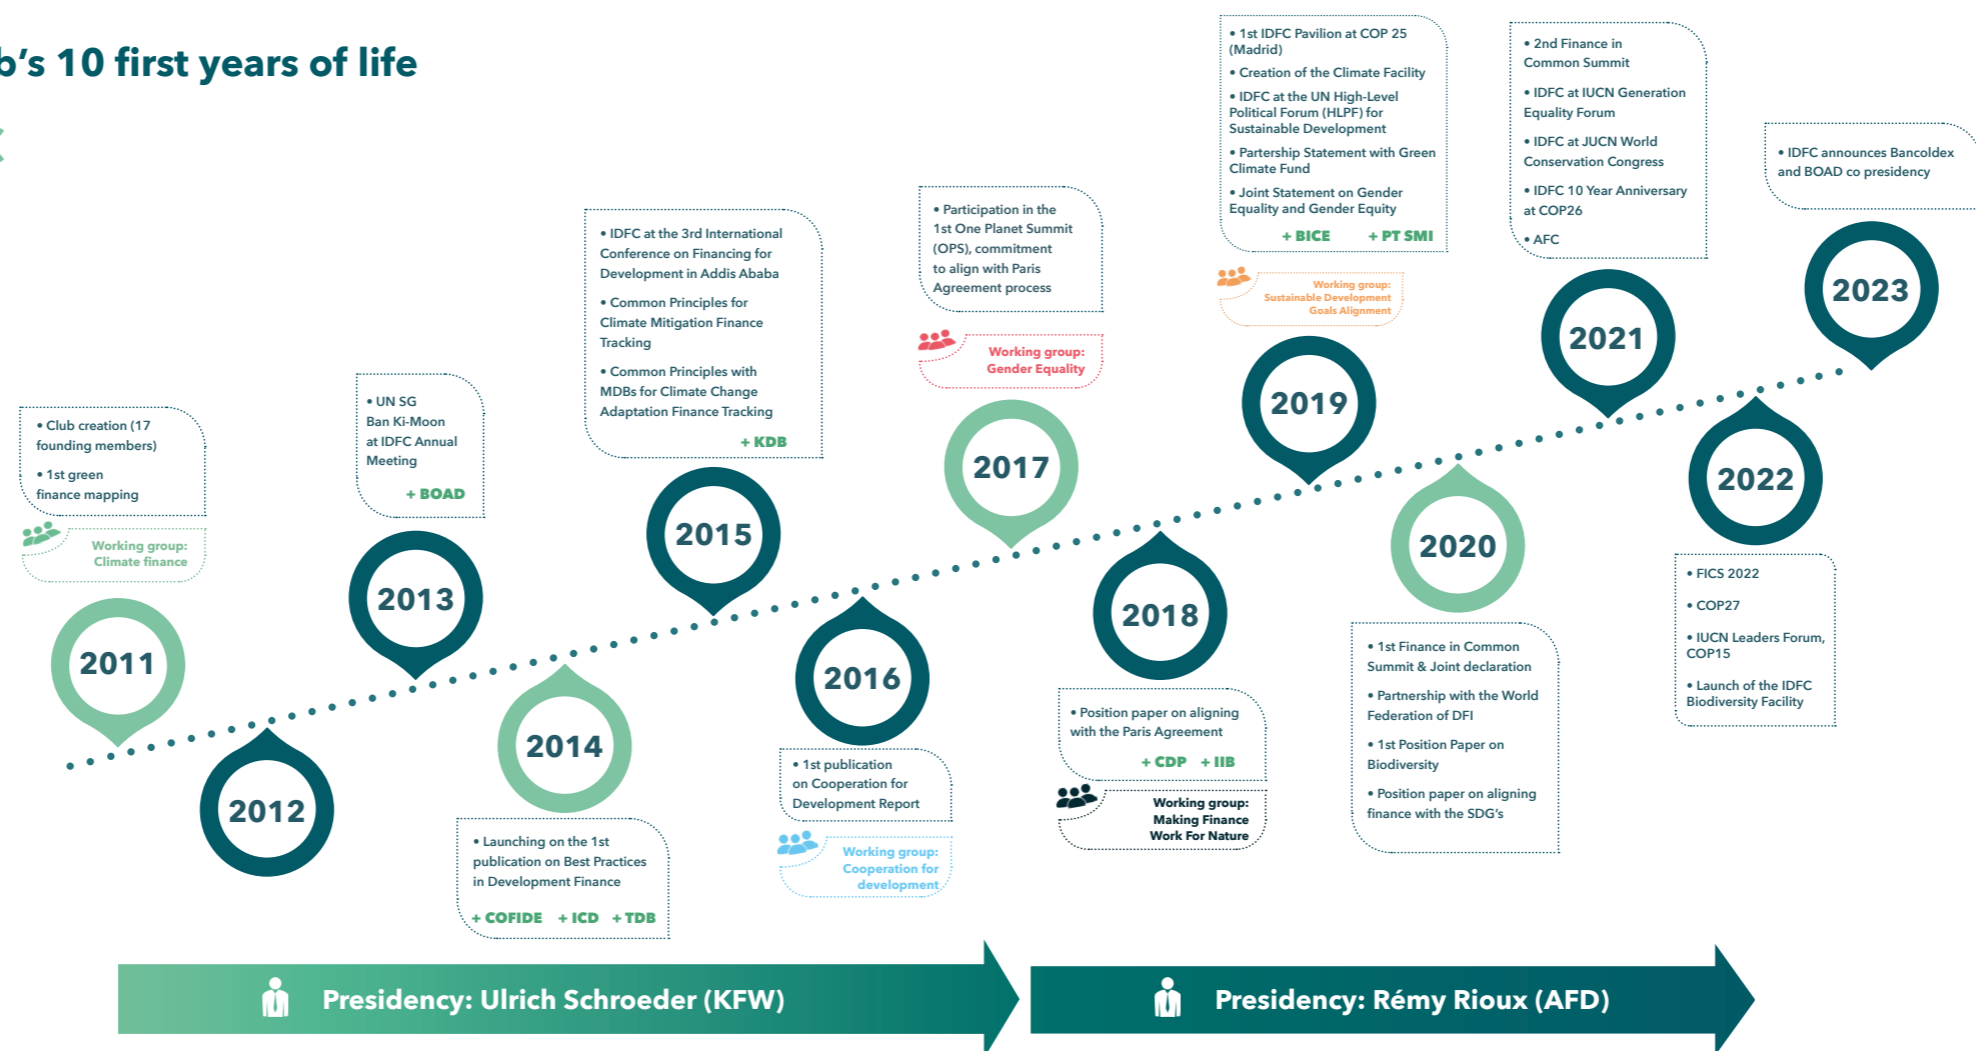 b's 10 first years of life
• Club creation (17
founding members)
• 1st green
finance mapping
Working group:
Climate finance
2011
2012
• UN SG
Ban Ki-Moon
at IDFC Annual
Meeting
+ BOAD
2013
2014
• Launching on the 1st
publication on Best Practices
in Development Finance
+ COFIDE + ICD + TDB
• IDFC at the 3rd International
Conference on Financing for
Development in Addis Ababa
• Common Principles for
Climate Mitigation Finance
Tracking
• Common Principles with
MDBs for Climate Change
Adaptation Finance Tracking
+ KDB
2015
2016
• 1st publication
on Cooperation for
Development Report
Working group:
Cooperation for
development
• Participation in the
1st One Planet Summit
(OPS), commitment
to align with Paris
Agreement process
Working group:
Gender Equality
2017
2018
• Position paper on aligning
with the Paris Agreement
+ CDP + IIB
Working group:
Making Finance
Work For Nature
• 1st IDFC Pavilion at COP 25
(Madrid)
• Creation of the Climate Facility
• IDFC at the UN High-Level
Political Forum (HLPF) for
Sustainable Development
• Partership Statement with Green
Climate Fund
• Joint Statement on Gender
Equality and Gender Equity
+ BICE + PT SMI
Working group:
Sustainable Development
Goals Alignment
2019
2020
• 1st Finance in Common
Summit & Joint declaration
• Partnership with the World
Federation of DFI
• 1st Position Paper on
Biodiversity
• Position paper on aligning
finance with the SDG's
• 2nd Finance in
Common Summit
• IDFC at IUCN Generation
Equality Forum
• IDFC at JUCN World
Conservation Congress
• IDFC 10 Year Anniversary
at COP26
• AFC
2021
2022
• FICS 2022
• COP27
• IUCN Leaders Forum,
COP15
• Launch of the IDFC
Biodiversity Facility
• IDFC announces Bancoldex
and BOAD co presidency
2023
Presidency: Ulrich Schroeder (KFW)
Presidency: Rémy Rioux (AFD)